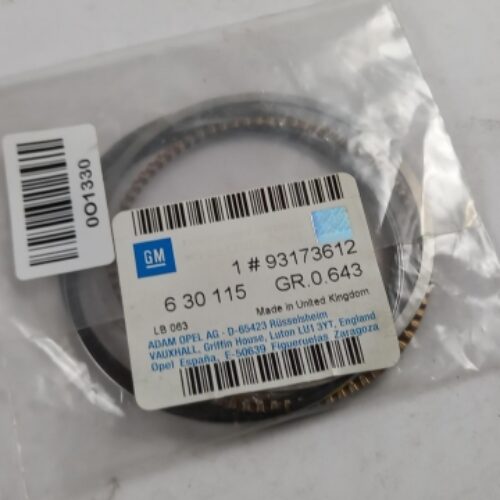 0O1330
GM
1 # 93173612
6 30 115 GR.0.643
Made in United Kingdom
LB 063
ADAM OPEL AG - D-65423 Rüsselsheim
VAUXHALL, Griffin House, Luton LU1 3YT, England
Opel España, E-50639 Figueruelas Zaragoza